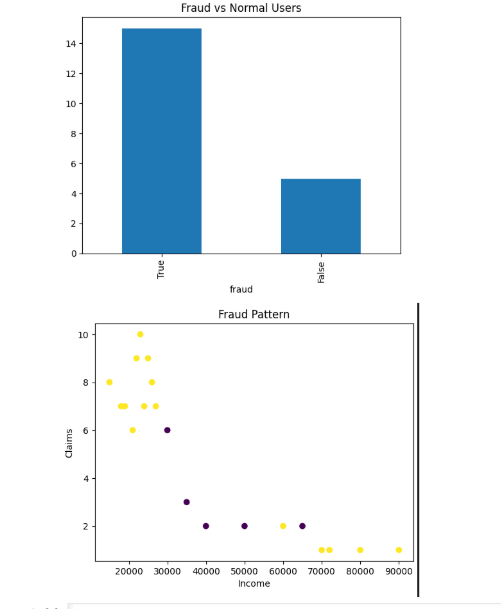 Fraud vs Normal Users
14
12
10
8
6
4
2
0
True
False
fraud
Fraud Pattern
10
8
6
4
2
Claims
20000 30000 40000 50000 60000 70000 80000 90000
Income